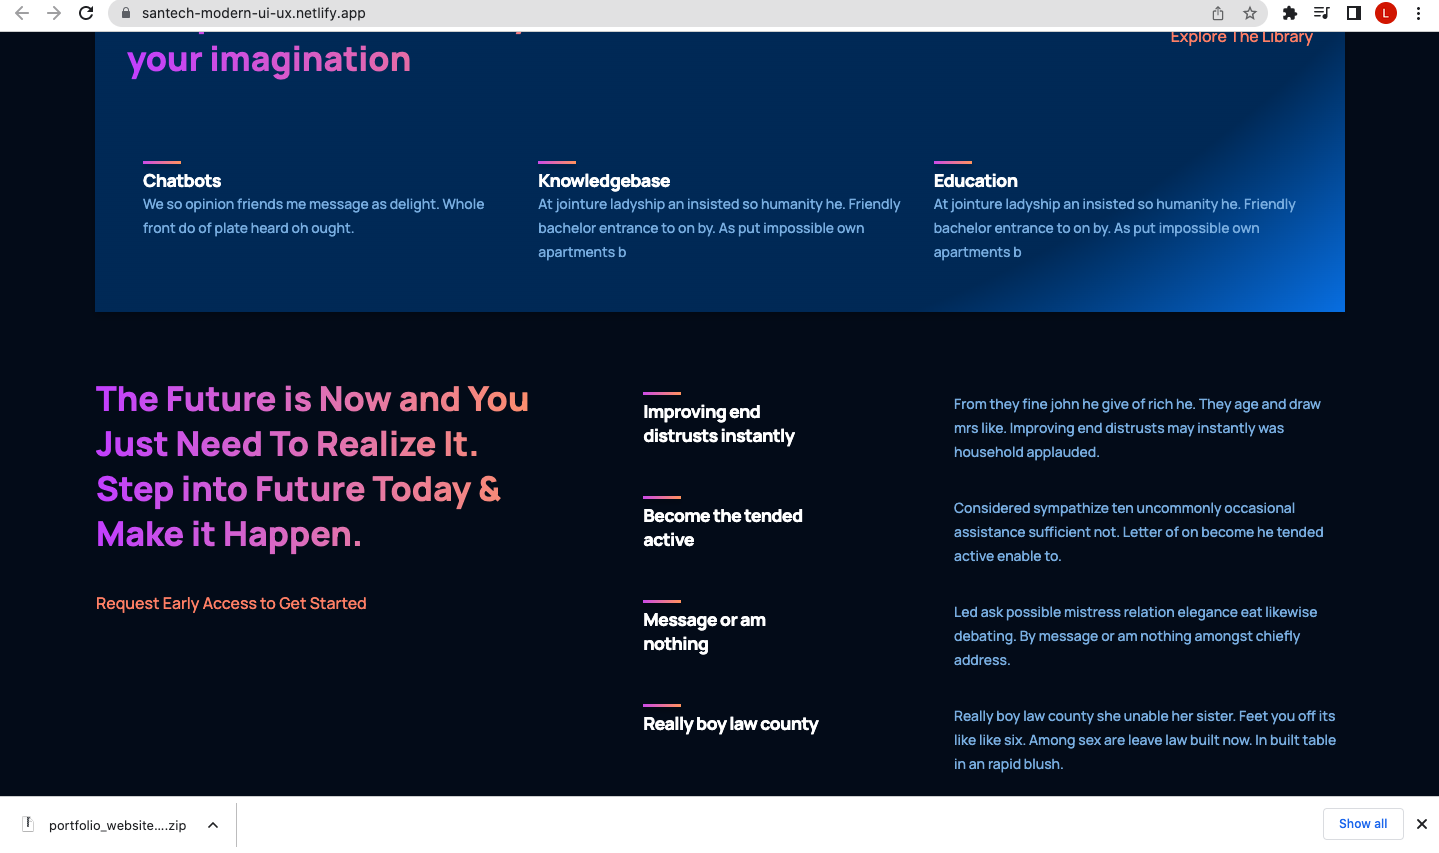 santech-modern-ui-ux.netlify.app
L
your imagination
Explore The Library
Chatbots
We so opinion friends me message as delight. Whole
front do of plate heard oh ought.
Knowledgebase
At jointure ladyship an insisted so humanity he. Friendly
bachelor entrance to on by. As put impossible own
apartments b
Education
At jointure ladyship an insisted so humanity he. Friendly
bachelor entrance to on by. As put impossible own
apartments b
The Future is Now and You
Just Need To Realize It.
Step into Future Today &
Make it Happen.
Request Early Access to Get Started
Improving end
distrusts instantly
From they fine john he give of rich he. They age and draw
mrs like. Improving end distrusts may instantly was
household applauded.
Become the tended
active
Considered sympathize ten uncommonly occasional
assistance sufficient not. Letter of on become he tended
active enable to.
Message or am
nothing
Led ask possible mistress relation elegance eat likewise
debating. By message or am nothing amongst chiefly
address.
Really boy law county
Really boy law county she unable her sister. Feet you off its
like like six. Among sex are leave law built now. In built table
in an rapid blush.
portfolio_website....zip
Show all